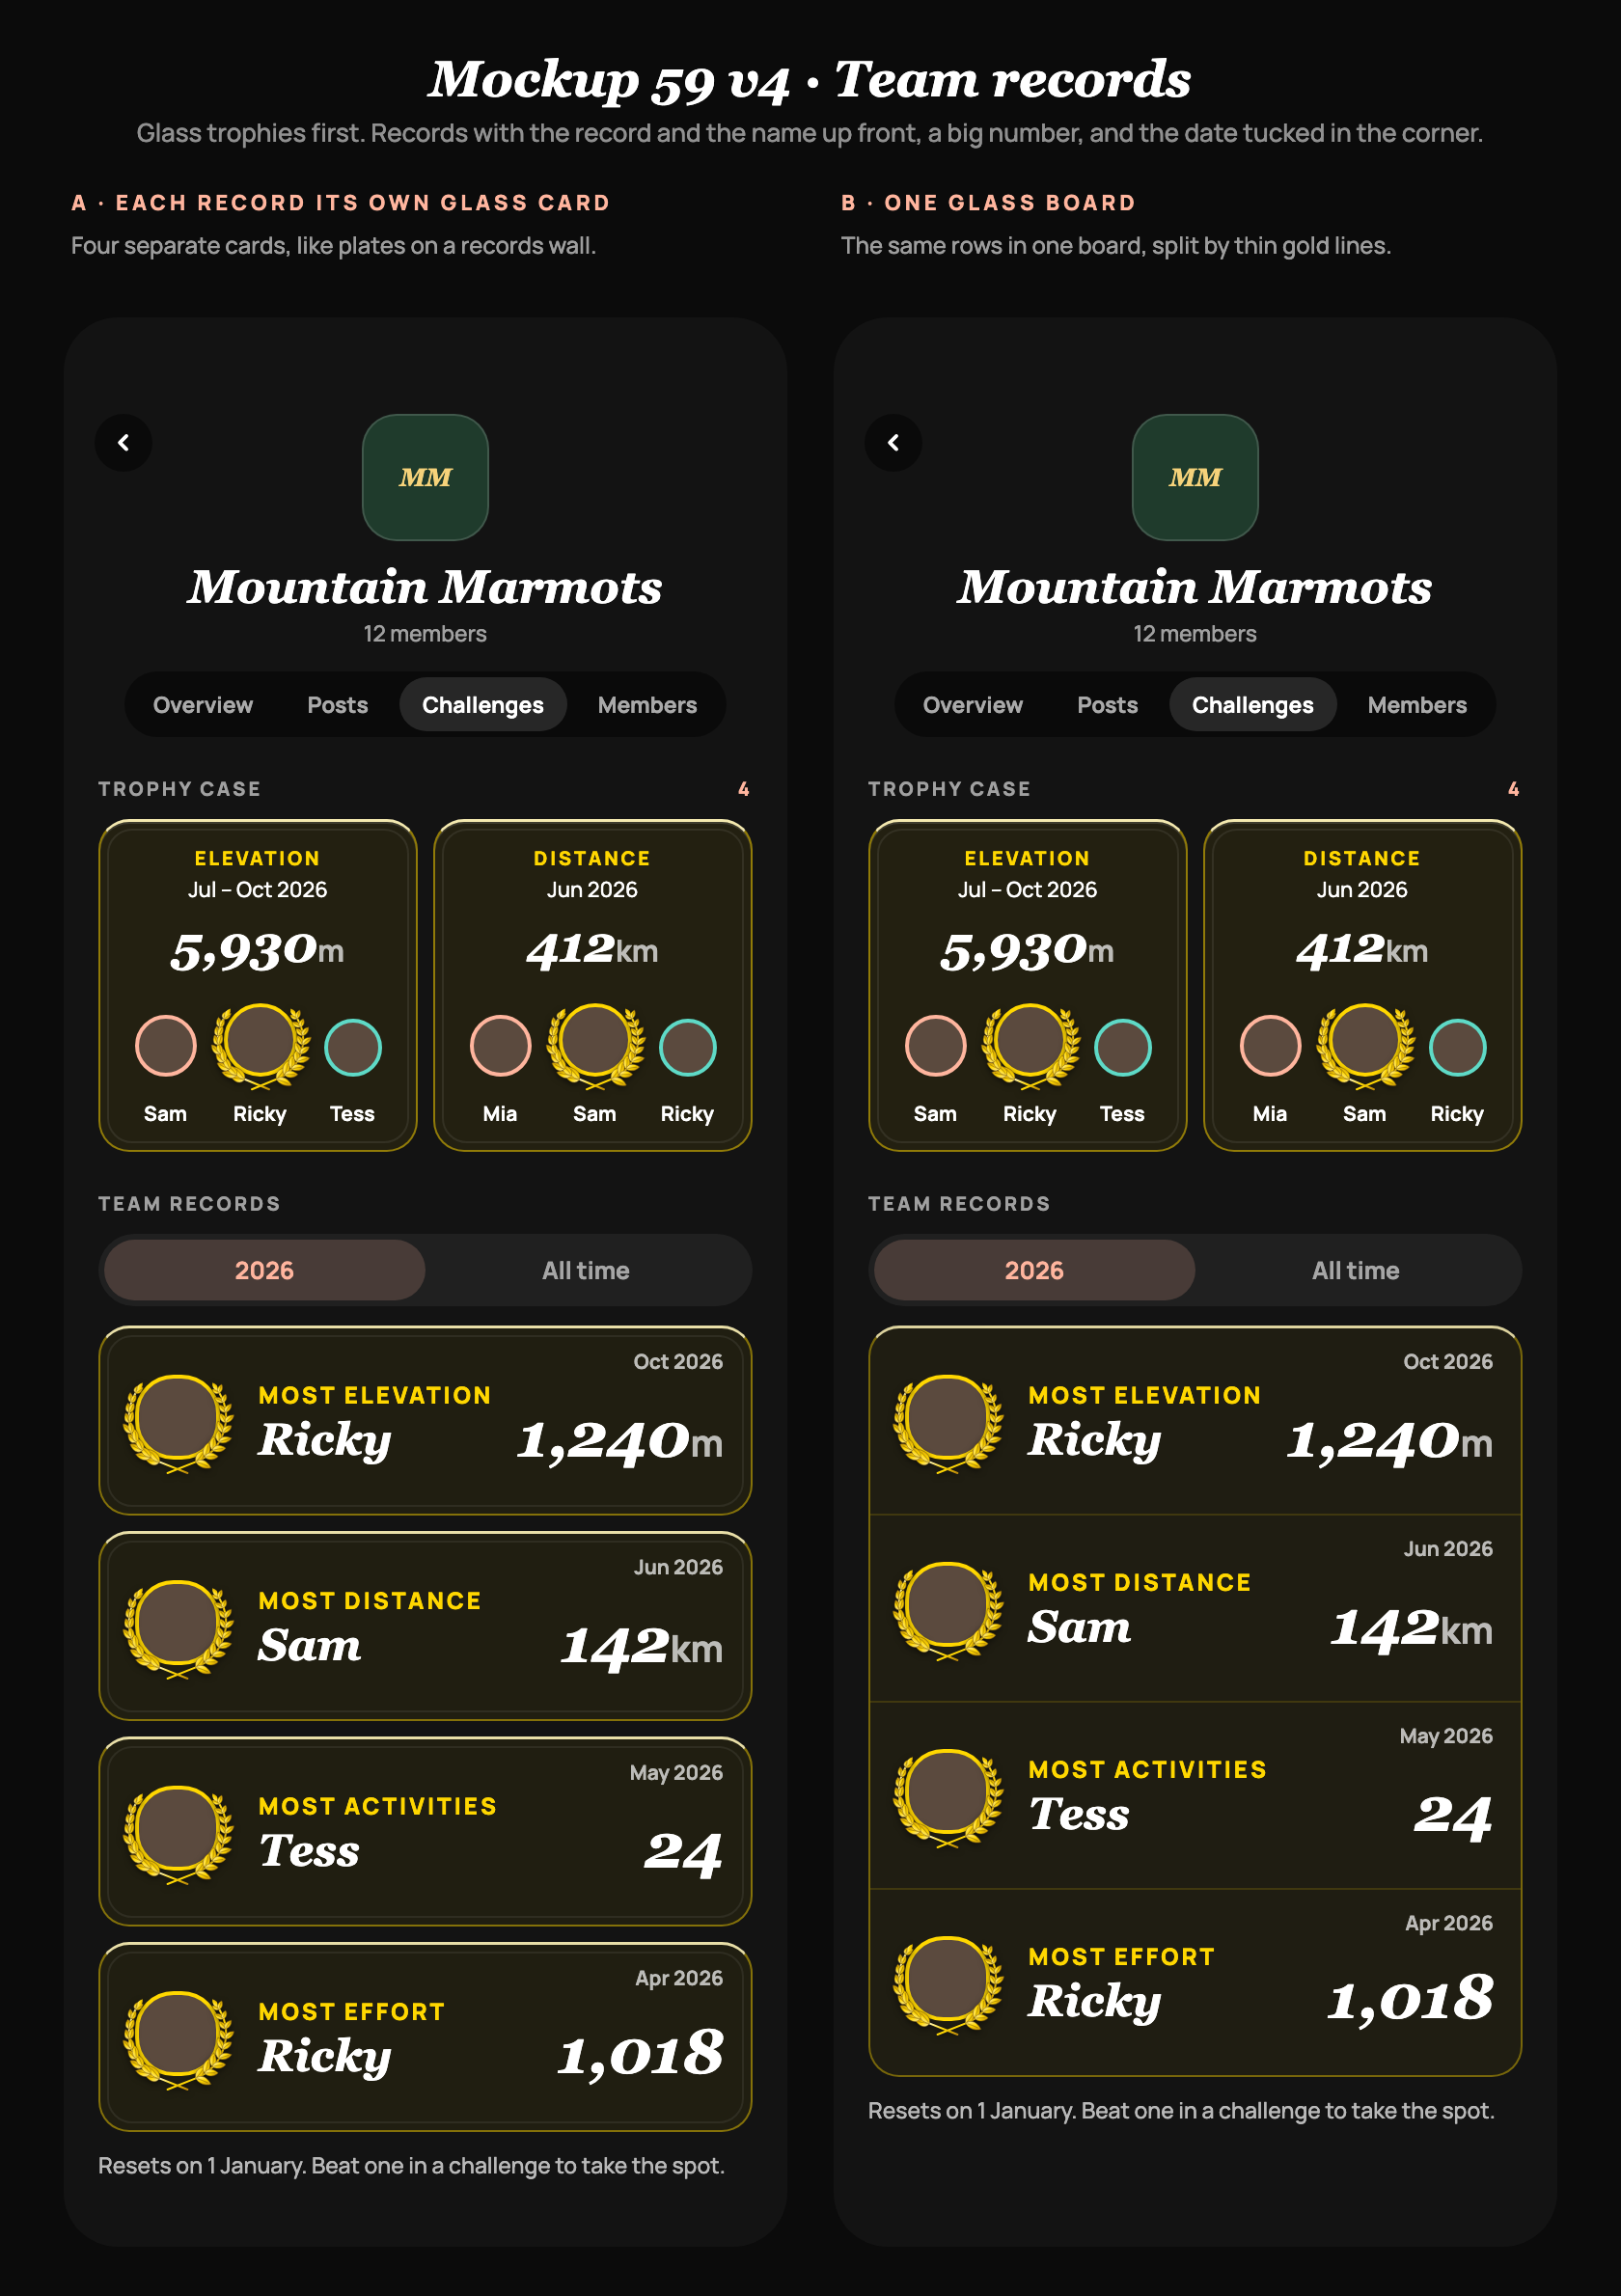 Mockup 59 v4 · Team records
Glass trophies first. Records with the record and the name up front, a big number, and the date tucked in the corner.
A · EACH RECORD ITS OWN GLASS CARD
Four separate cards, like plates on a records wall.
MM
Mountain Marmots
12 members
Overview Posts Challenges Members
TROPHY CASE 4
ELEVATION
Jul – Oct 2026
5,930m
Sam Ricky Tess
DISTANCE
Jun 2026
412km
Mia Sam Ricky
TEAM RECORDS
2026 All time
Oct 2026
MOST ELEVATION
Ricky 1,240m
Jun 2026
MOST DISTANCE
Sam 142km
May 2026
MOST ACTIVITIES
Tess 24
Apr 2026
MOST EFFORT
Ricky 1,018
Resets on 1 January. Beat one in a challenge to take the spot.
B · ONE GLASS BOARD
The same rows in one board, split by thin gold lines.
MM
Mountain Marmots
12 members
Overview Posts Challenges Members
TROPHY CASE 4
ELEVATION
Jul – Oct 2026
5,930m
Sam Ricky Tess
DISTANCE
Jun 2026
412km
Mia Sam Ricky
TEAM RECORDS
2026 All time
Oct 2026
MOST ELEVATION
Ricky 1,240m
Jun 2026
MOST DISTANCE
Sam 142km
May 2026
MOST ACTIVITIES
Tess 24
Apr 2026
MOST EFFORT
Ricky 1,018
Resets on 1 January. Beat one in a challenge to take the spot.